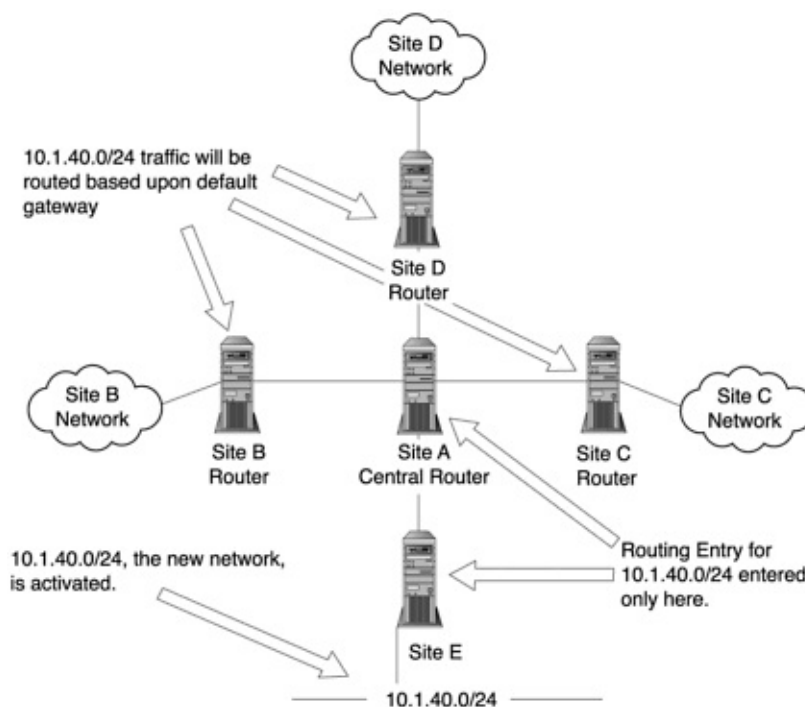 Site D
Network
10.1.40.0/24 traffic will be
routed based upon default
gateway
Site D
Router
Site B
Network
Site C
Network
Site B
Router
Site A
Central Router
Site C
Router
10.1.40.0/24, the new network,
is activated.
Routing Entry for
10.1.40.0/24 entered
only here.
Site E
10.1.40.0/24